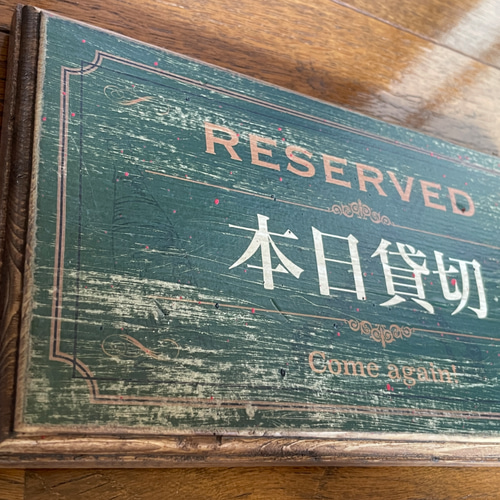 RESERVED
本日貸切
Come again!